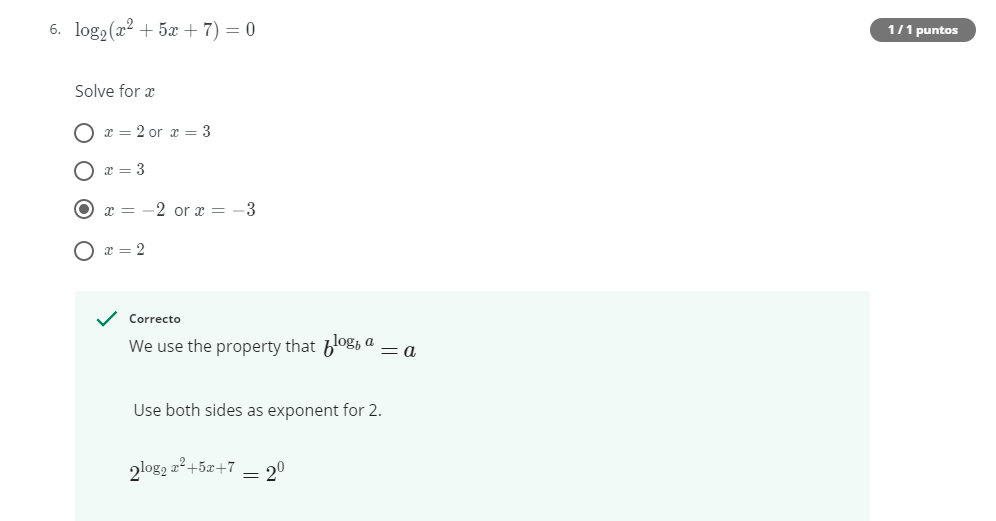 6. log₂(x² + 5x + 7) = 0
1 / 1 puntos
Solve for x
x = 2 or x = 3
x = 3
x = −2 or x = −3
x = 2
Correcto
We use the property that b^(log_b a) = a
Use both sides as exponent for 2.
2^(log₂ x²+5x+7) = 2⁰